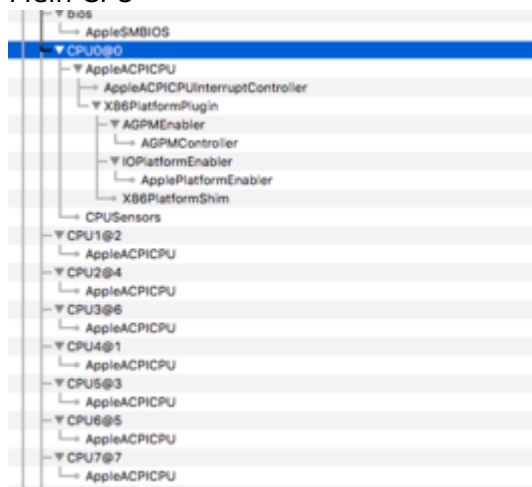 bios
AppleSMBIOS
CPU0@0
AppleACPICPU
AppleACPICPUInterruptController
X86PlatformPlugin
AGPMEnabler
AGPMController
IOPlatformEnabler
ApplePlatformEnabler
X86PlatformShim
CPUSensors
CPU1@2
AppleACPICPU
CPU2@4
AppleACPICPU
CPU3@6
AppleACPICPU
CPU4@1
AppleACPICPU
CPU5@3
AppleACPICPU
CPU6@5
AppleACPICPU
CPU7@7
AppleACPICPU